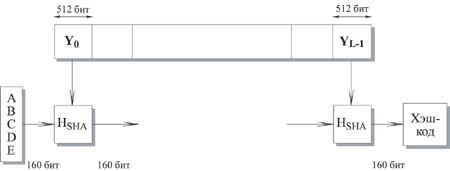 512 бит 512 бит
Y0 YL-1
A
B
C
D
E
HSHA HSHA Хэш-
код
160 бит 160 бит 160 бит